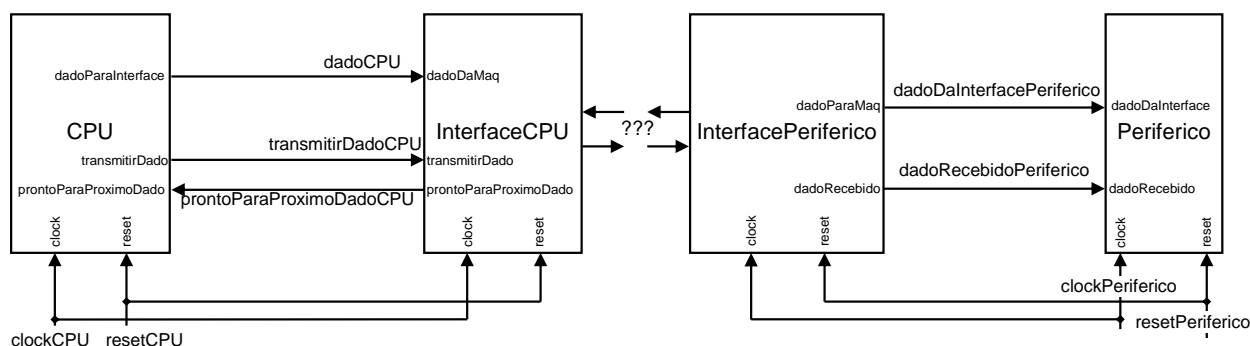 dadoCPU
dadoParaInterface
dadoDaMaq
dadoDaInterfacePeriferico
dadoParaMaq
dadoDaInterface
CPU
InterfaceCPU
???
InterfacePeriferico
Periferico
transmitirDadoCPU
transmitirDado
transmitirDado
dadoRecebidoPeriferico
prontoParaProximoDado
prontoParaProximoDadoCPU
prontoParaProximoDado
dadoRecebido
dadoRecebido
clock
reset
clock
reset
clock
reset
clock
reset
clockPeriferico
resetPeriferico
clockCPU
resetCPU